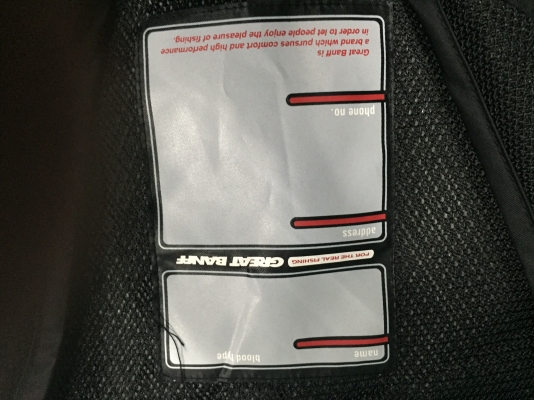 name
blood type
FOR THE REAL FISHING
GREAT BANFF
address
phone no.
Great Banff is
a brand which pursues comfort and high performance
in order to let people enjoy the pleasure of fishing.